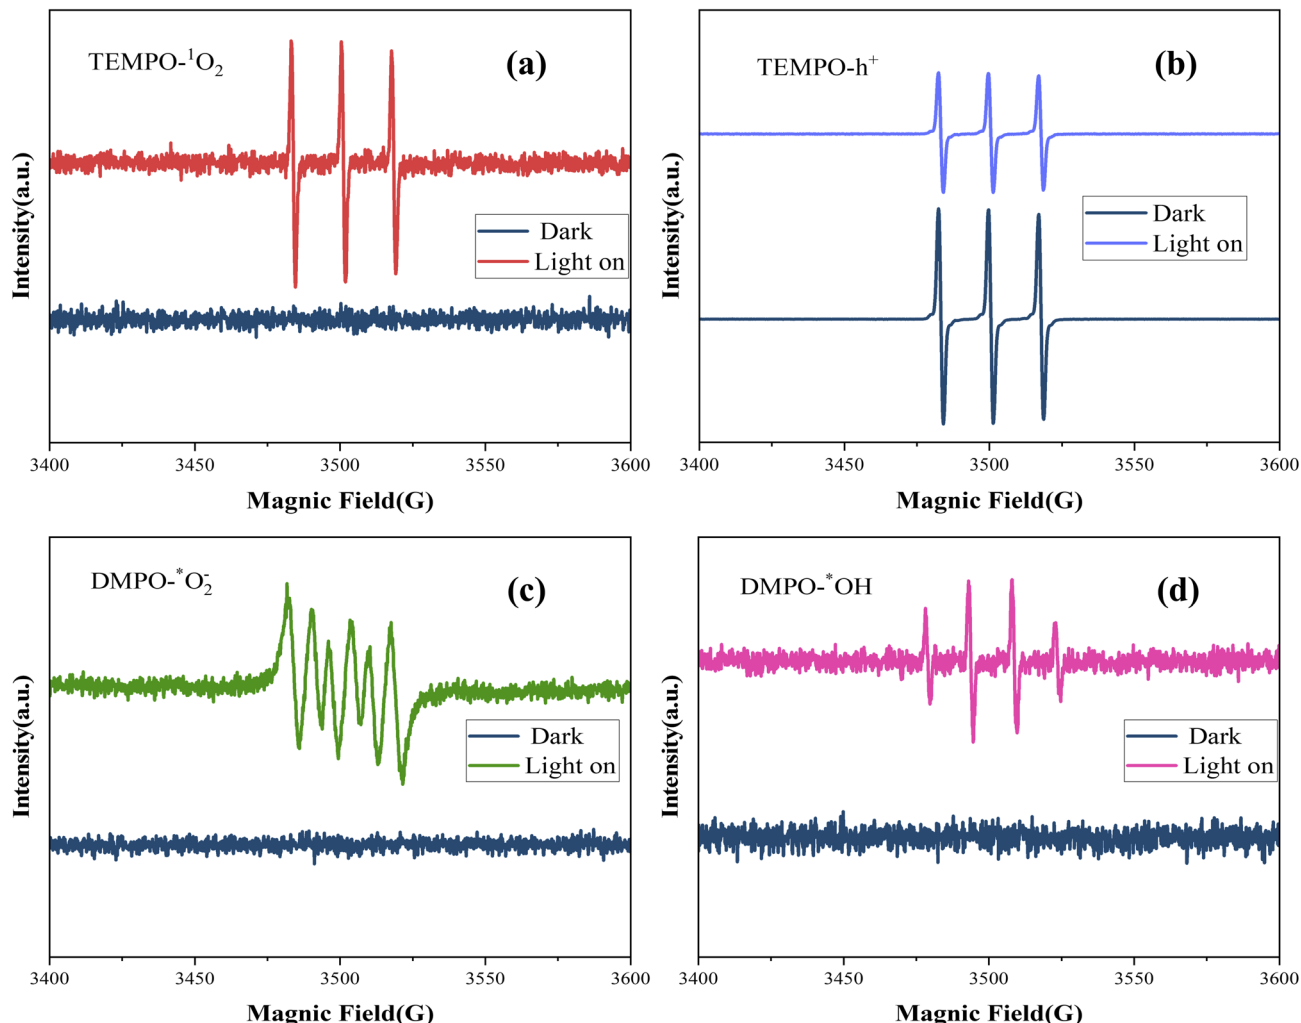 TEMPO-¹O₂
(a)
Intensity(a.u.)
Dark
Light on
3400 3450 3500 3550 3600
Magnic Field(G)
TEMPO-h⁺
(b)
Intensity(a.u.)
Dark
Light on
3400 3450 3500 3550 3600
Magnic Field(G)
DMPO-*O₂⁻
(c)
Intensity(a.u.)
Dark
Light on
3400 3450 3500 3550 3600
Magnic Field(G)
DMPO-*OH
(d)
Intensity(a.u.)
Dark
Light on
3400 3450 3500 3550 3600
Magnic Field(G)